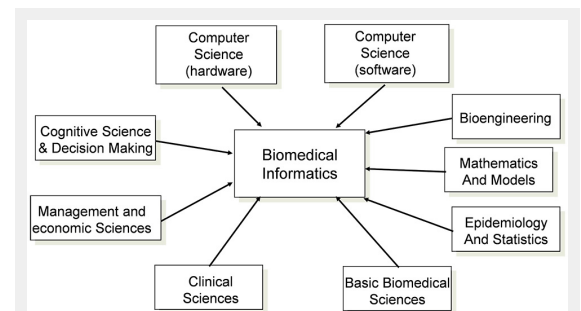 Computer
Science
(hardware)
Computer
Science
(software)
Cognitive Science
& Decision Making
Biomedical
Informatics
Bioengineering
Mathematics
And Models
Management and
economic Sciences
Epidemiology
And Statistics
Clinical
Sciences
Basic Biomedical
Sciences